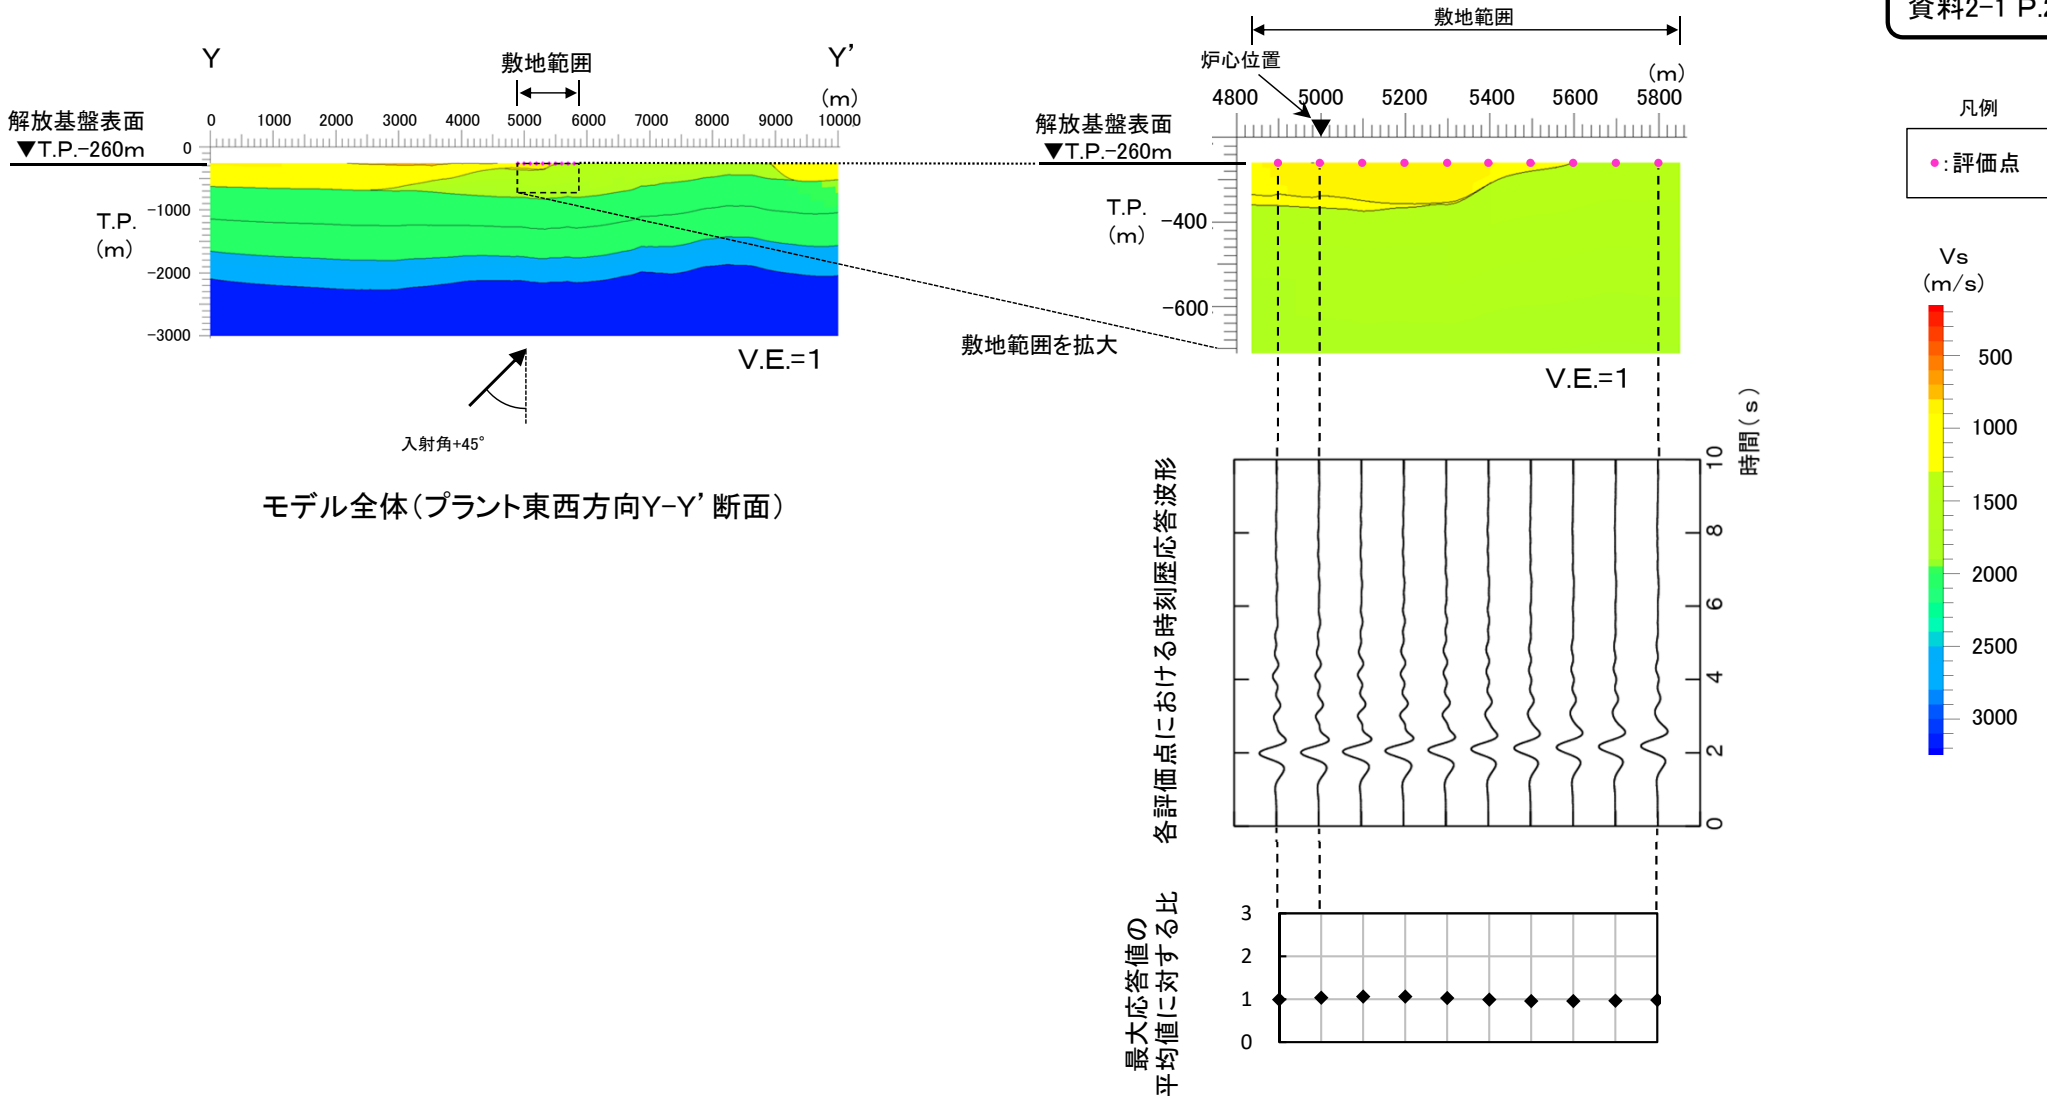 資料2-1 P.2
Y
Y’
敷地範囲
(m)
0 1000 2000 3000 4000 5000 6000 7000 8000 9000 10000
解放基盤表面
▼T.P.-260m
0
-1000
-2000
-3000
T.P.
(m)
V.E.=1
入射角+45°
モデル全体(プラント東西方向Y-Y’断面)
敷地範囲
炉心位置
(m)
4800 5000 5200 5400 5600 5800
解放基盤表面
▼T.P.-260m
T.P.
(m)
-400
-600
敷地範囲を拡大
V.E.=1
凡例
●:評価点
Vs
(m/s)
500
1000
1500
2000
2500
3000
各評価点における時刻歴応答波形
時間(s)
0 2 4 6 8 10
最大応答値の
平均値に対する比
3
2
1
0